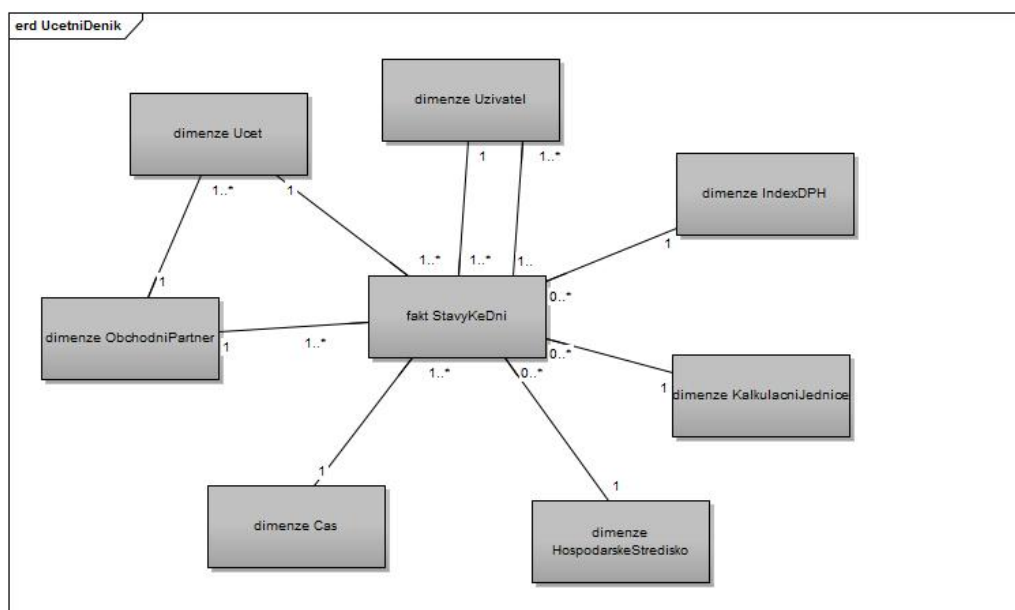 erd UcetniDenik
dimenze Uzivatel
dimenze Ucet
1
1..*
dimenze IndexDPH
1..*
1
1
1..*
1..*
1..
0..*
1
fakt StavyKeDni
dimenze ObchodniPartner
1
1..*
0..*
1..*
0..*
1
dimenze KalkulacniJednice
1
1
dimenze Cas
dimenze
HospodarskeStredisko